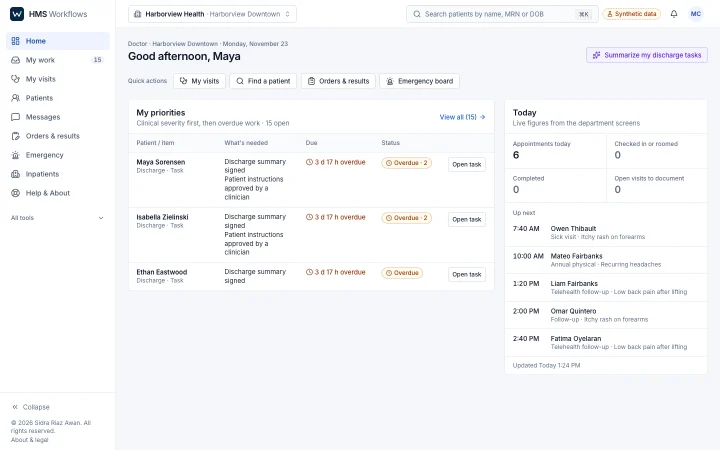 HMS Workflows
Harborview Health · Harborview Downtown
Search patients by name, MRN or DOB
⌘K
Synthetic data
MC
Home
My work 15
My visits
Patients
Messages
Orders & results
Emergency
Inpatients
Help & About
All tools
Collapse
© 2026 Sidra Riaz Awan. All
rights reserved.
About & legal
Doctor · Harborview Downtown · Monday, November 23
Good afternoon, Maya
Summarize my discharge tasks
Quick actions
My visits
Find a patient
Orders & results
Emergency board
My priorities
Clinical severity first, then overdue work · 15 open
View all (15) →
Patient / item What's needed Due Status
Maya Sorensen
Discharge · Task
Discharge summary
signed
Patient instructions
approved by a
clinician
3 d 17 h overdue
Overdue · 2
Open task
Isabella Zielinski
Discharge · Task
Discharge summary
signed
Patient instructions
approved by a
clinician
3 d 17 h overdue
Overdue · 2
Open task
Ethan Eastwood
Discharge · Task
Discharge summary
signed
3 d 17 h overdue
Overdue
Open task
Today
Live figures from the department screens
Appointments today
6
Checked in or roomed
0
Completed
0
Open visits to document
0
Up next
7:40 AM Owen Thibault
Sick visit · Itchy rash on forearms
10:00 AM Mateo Fairbanks
Annual physical · Recurring headaches
1:20 PM Liam Fairbanks
Telehealth follow-up · Low back pain after lifting
2:00 PM Omar Quintero
Follow-up · Itchy rash on forearms
2:40 PM Fatima Oyelaran
Telehealth follow-up · Low back pain after lifting
Updated Today 1:24 PM